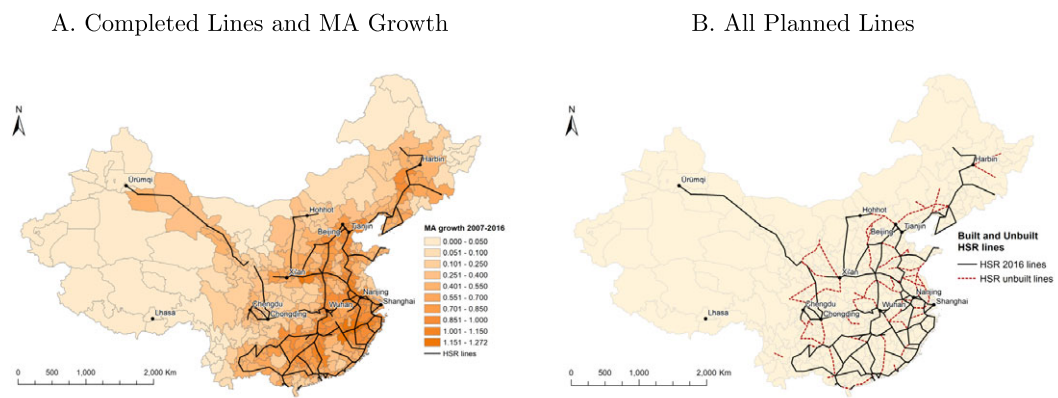 A. Completed Lines and MA Growth
N
Ürümqi
Harbin
Hohhot
Beijing
Tianjin
Xi'an
Chengdu
Chongqing
Wuhan
Nanjing
Shanghai
Lhasa
MA growth 2007-2016
0.000 - 0.050
0.051 - 0.100
0.101 - 0.250
0.251 - 0.400
0.401 - 0.550
0.551 - 0.700
0.701 - 0.850
0.851 - 1.000
1.001 - 1.150
1.151 - 1.272
HSR lines
0 500 1,000 2,000 Km
B. All Planned Lines
N
Ürümqi
Harbin
Hohhot
Beijing
Tianjin
Xi'an
Chengdu
Chongqing
Wuhan
Nanjing
Shanghai
Lhasa
Built and Unbuilt
HSR lines
HSR 2016 lines
HSR unbuilt lines
0 500 1,000 2,000 Km